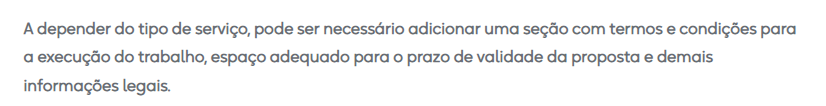 A depender do tipo de serviço, pode ser necessário adicionar uma seção com termos e condições para
a execução do trabalho, espaço adequado para o prazo de validade da proposta e demais
informações legais.